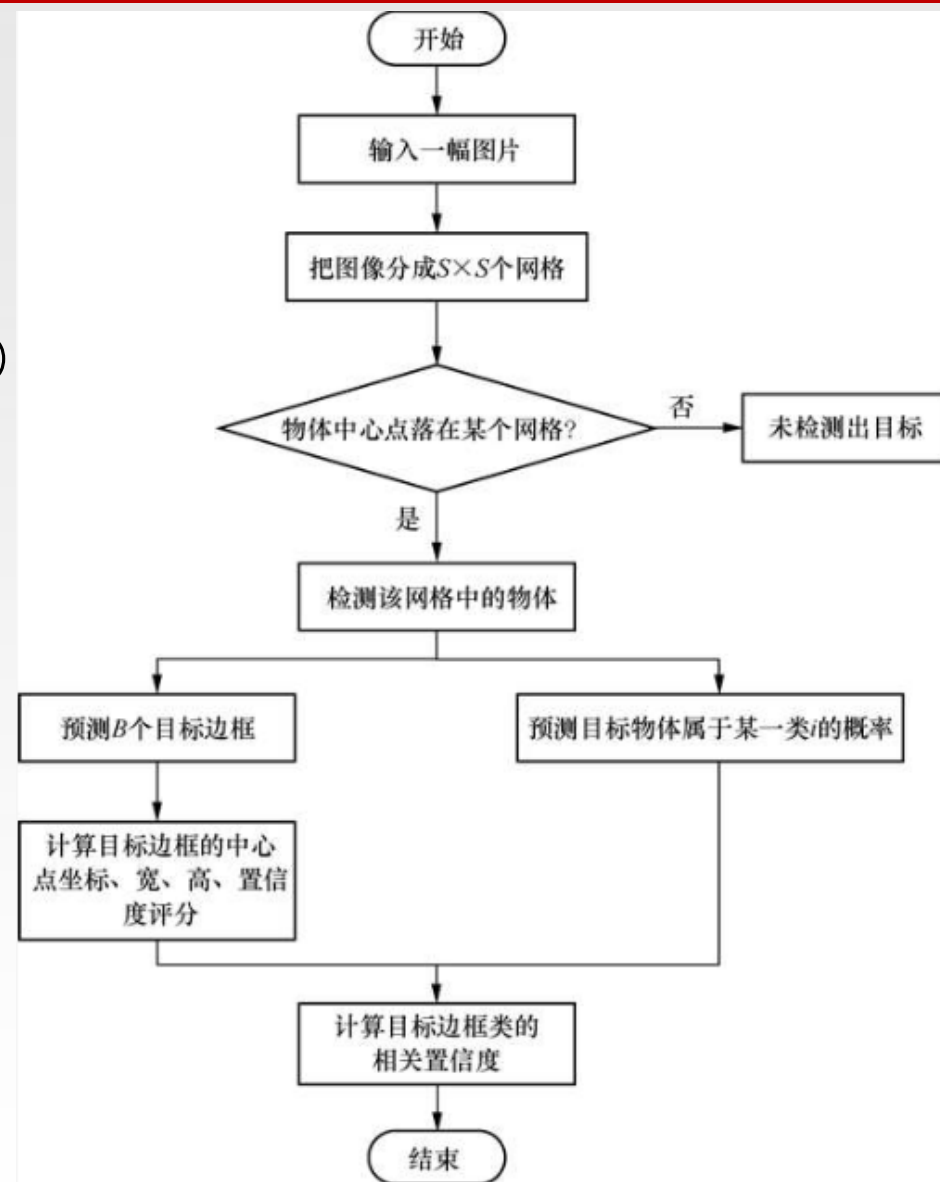 开始
输入一幅图片
把图像分成S×S个网格
)
物体中心点落在某个网格?
否
未检测出目标
是
检测该网格中的物体
预测B个目标边框
预测目标物体属于某一类i的概率
计算目标边框的中心
点坐标、宽、高、置信
度评分
计算目标边框类的
相关置信度
结束